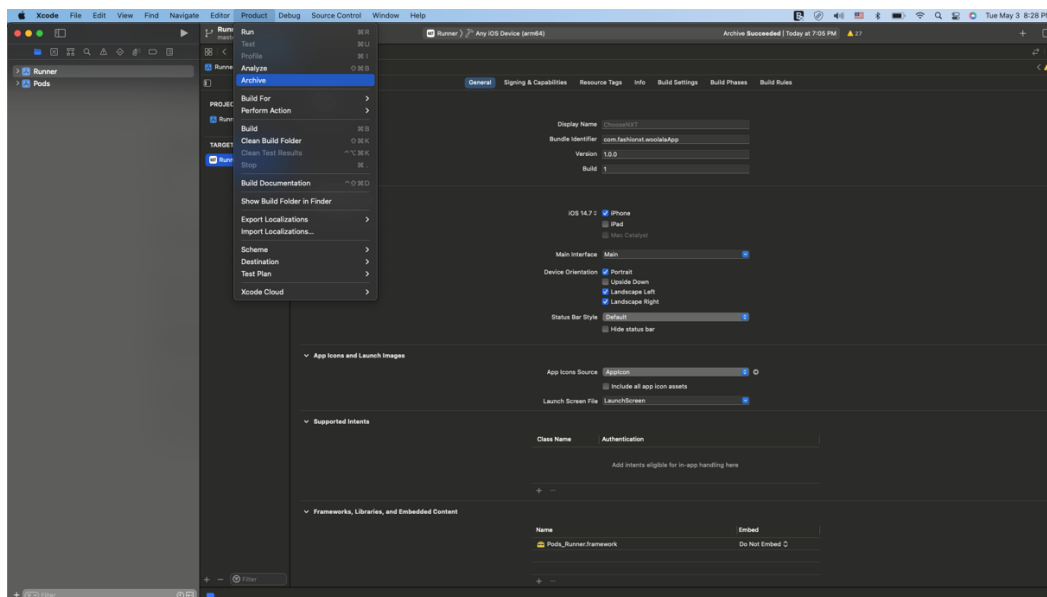 Xcode File Edit View Find Navigate Editor Product Debug Source Control Window Help
Tue May 3 8:28 P
Runner
Pods
Run ⌘R
Test ⌘U
Profile ⌘I
Analyze ⇧⌘B
Archive
Build For
Perform Action
Build ⌘B
Clean Build Folder ⇧⌘K
Clean Test Results ^⌥⌘K
Stop ⌘.
Build Documentation ^⇧⌘D
Show Build Folder in Finder
Export Localizations
Import Localizations...
Scheme
Destination
Test Plan
Xcode Cloud
Runner Any iOS Device (arm64)
Archive Succeeded | Today at 7:05 PM 27
General Signing & Capabilities Resource Tags Info Build Settings Build Phases Build Rules
PROJEC
TARGET
Display Name ChooseNXT
Bundle Identifier com.fashionst.woolalaApp
Version 1.0.0
Build 1
iOS 14.7 iPhone
iPad
Mac Catalyst
Main Interface Main
Device Orientation Portrait
Upside Down
Landscape Left
Landscape Right
Status Bar Style Default
Hide status bar
App Icons and Launch Images
App Icons Source AppIcon
Include all app icon assets
Launch Screen File LaunchScreen
Supported Intents
Class Name Authentication
Add intents eligible for in-app handling here
Frameworks, Libraries, and Embedded Content
Name Embed
Pods_Runner.framework Do Not Embed
Filter
Filter